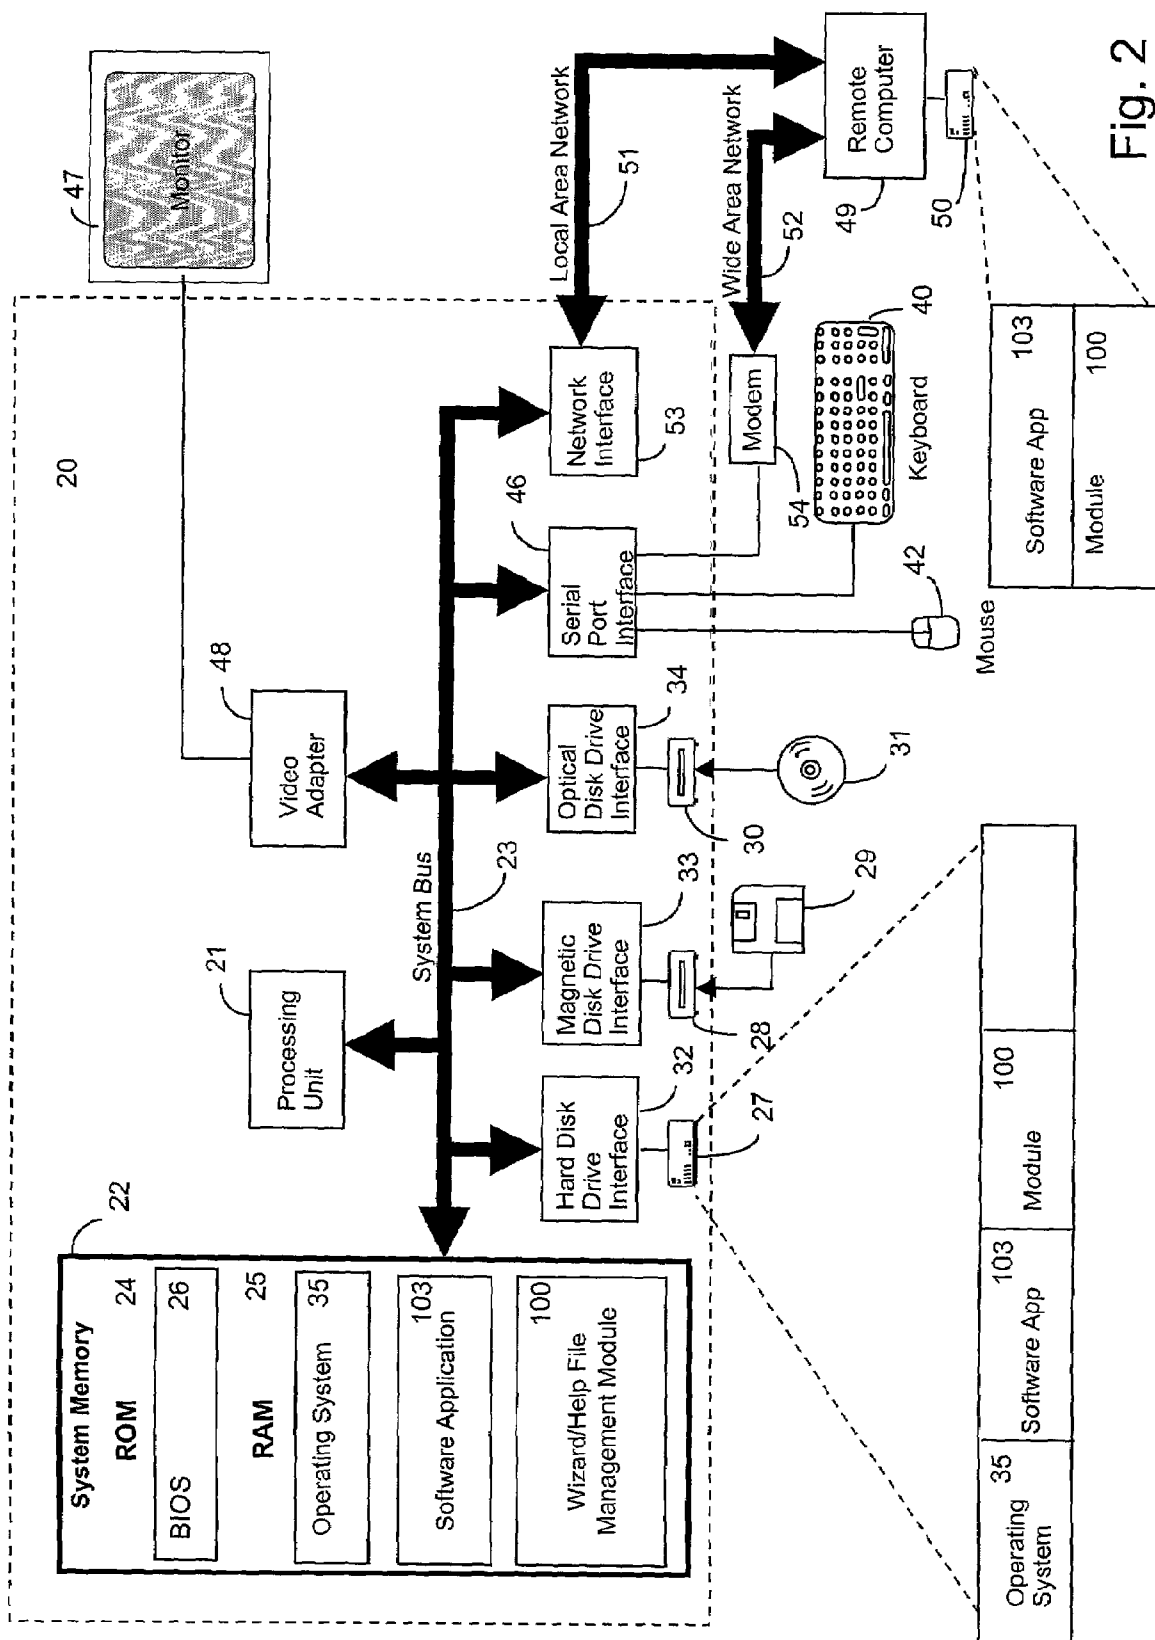 System Memory
22
ROM
24
BIOS
26
RAM
25
Operating System
35
Software Application
103
Wizard/Help File
Management Module
100
Processing
Unit
21
Video
Adapter
48
20
47
Monitor
System Bus
23
Hard Disk
Drive
Interface
32
Magnetic
Disk Drive
Interface
33
Optical
Disk Drive
Interface
34
Serial
Port
Interface
46
Network
Interface
53
Local Area Network
51
27
28
29
30
31
Modem
54
Wide Area Network
52
Remote
Computer
49
50
Mouse
42
Keyboard
40
Operating
System
35
Software App
103
Module
100
Software App
103
Module
100
Fig. 2